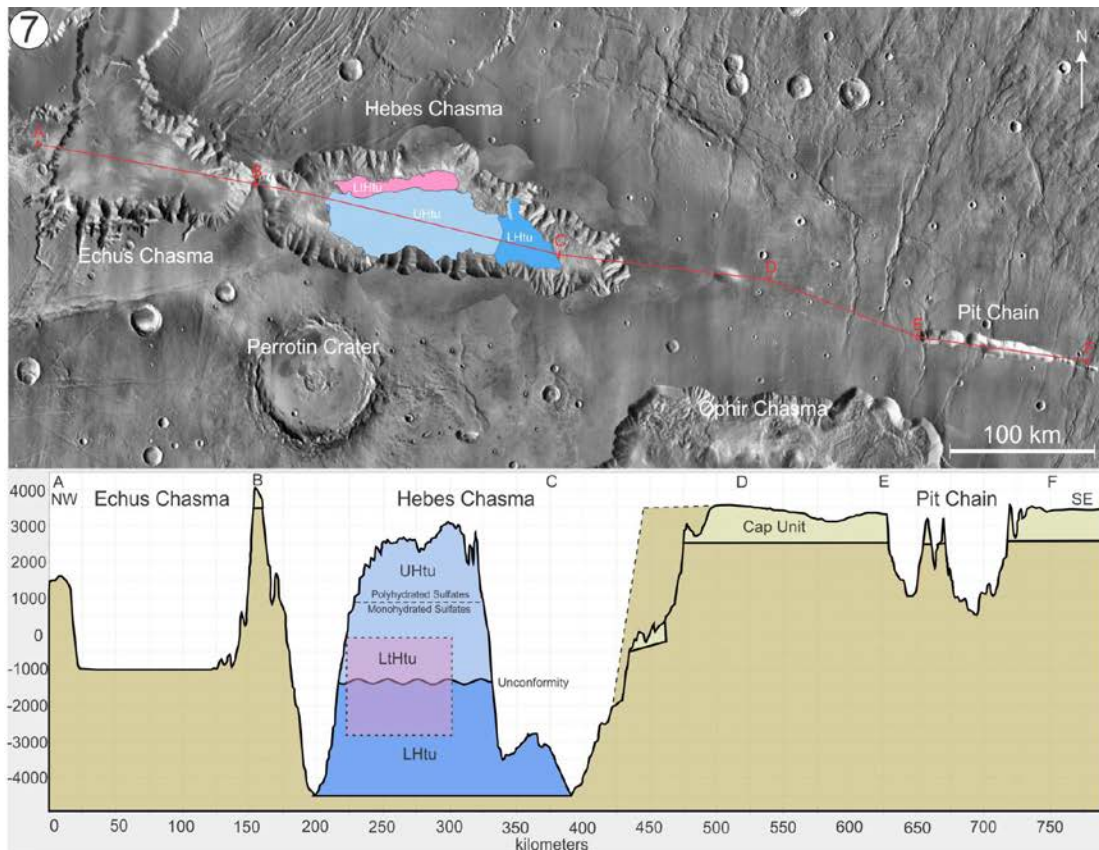 7
N
Hebes Chasma
A
B
LtHtu
UHtu
LHtu
C
D
Echus Chasma
Pit Chain
E
F
Perrotin Crater
Ophir Chasma
100 km
A B C D E F
NW Echus Chasma Hebes Chasma Pit Chain SE
4000
3000
2000
1000
0
-1000
-2000
-3000
-4000
Cap Unit
UHtu
Polyhydrated Sulfates
Monohydrated Sulfates
LtHtu
Unconformity
LHtu
0 50 100 150 200 250 300 350 400 450 500 550 600 650 700 750
kilometers